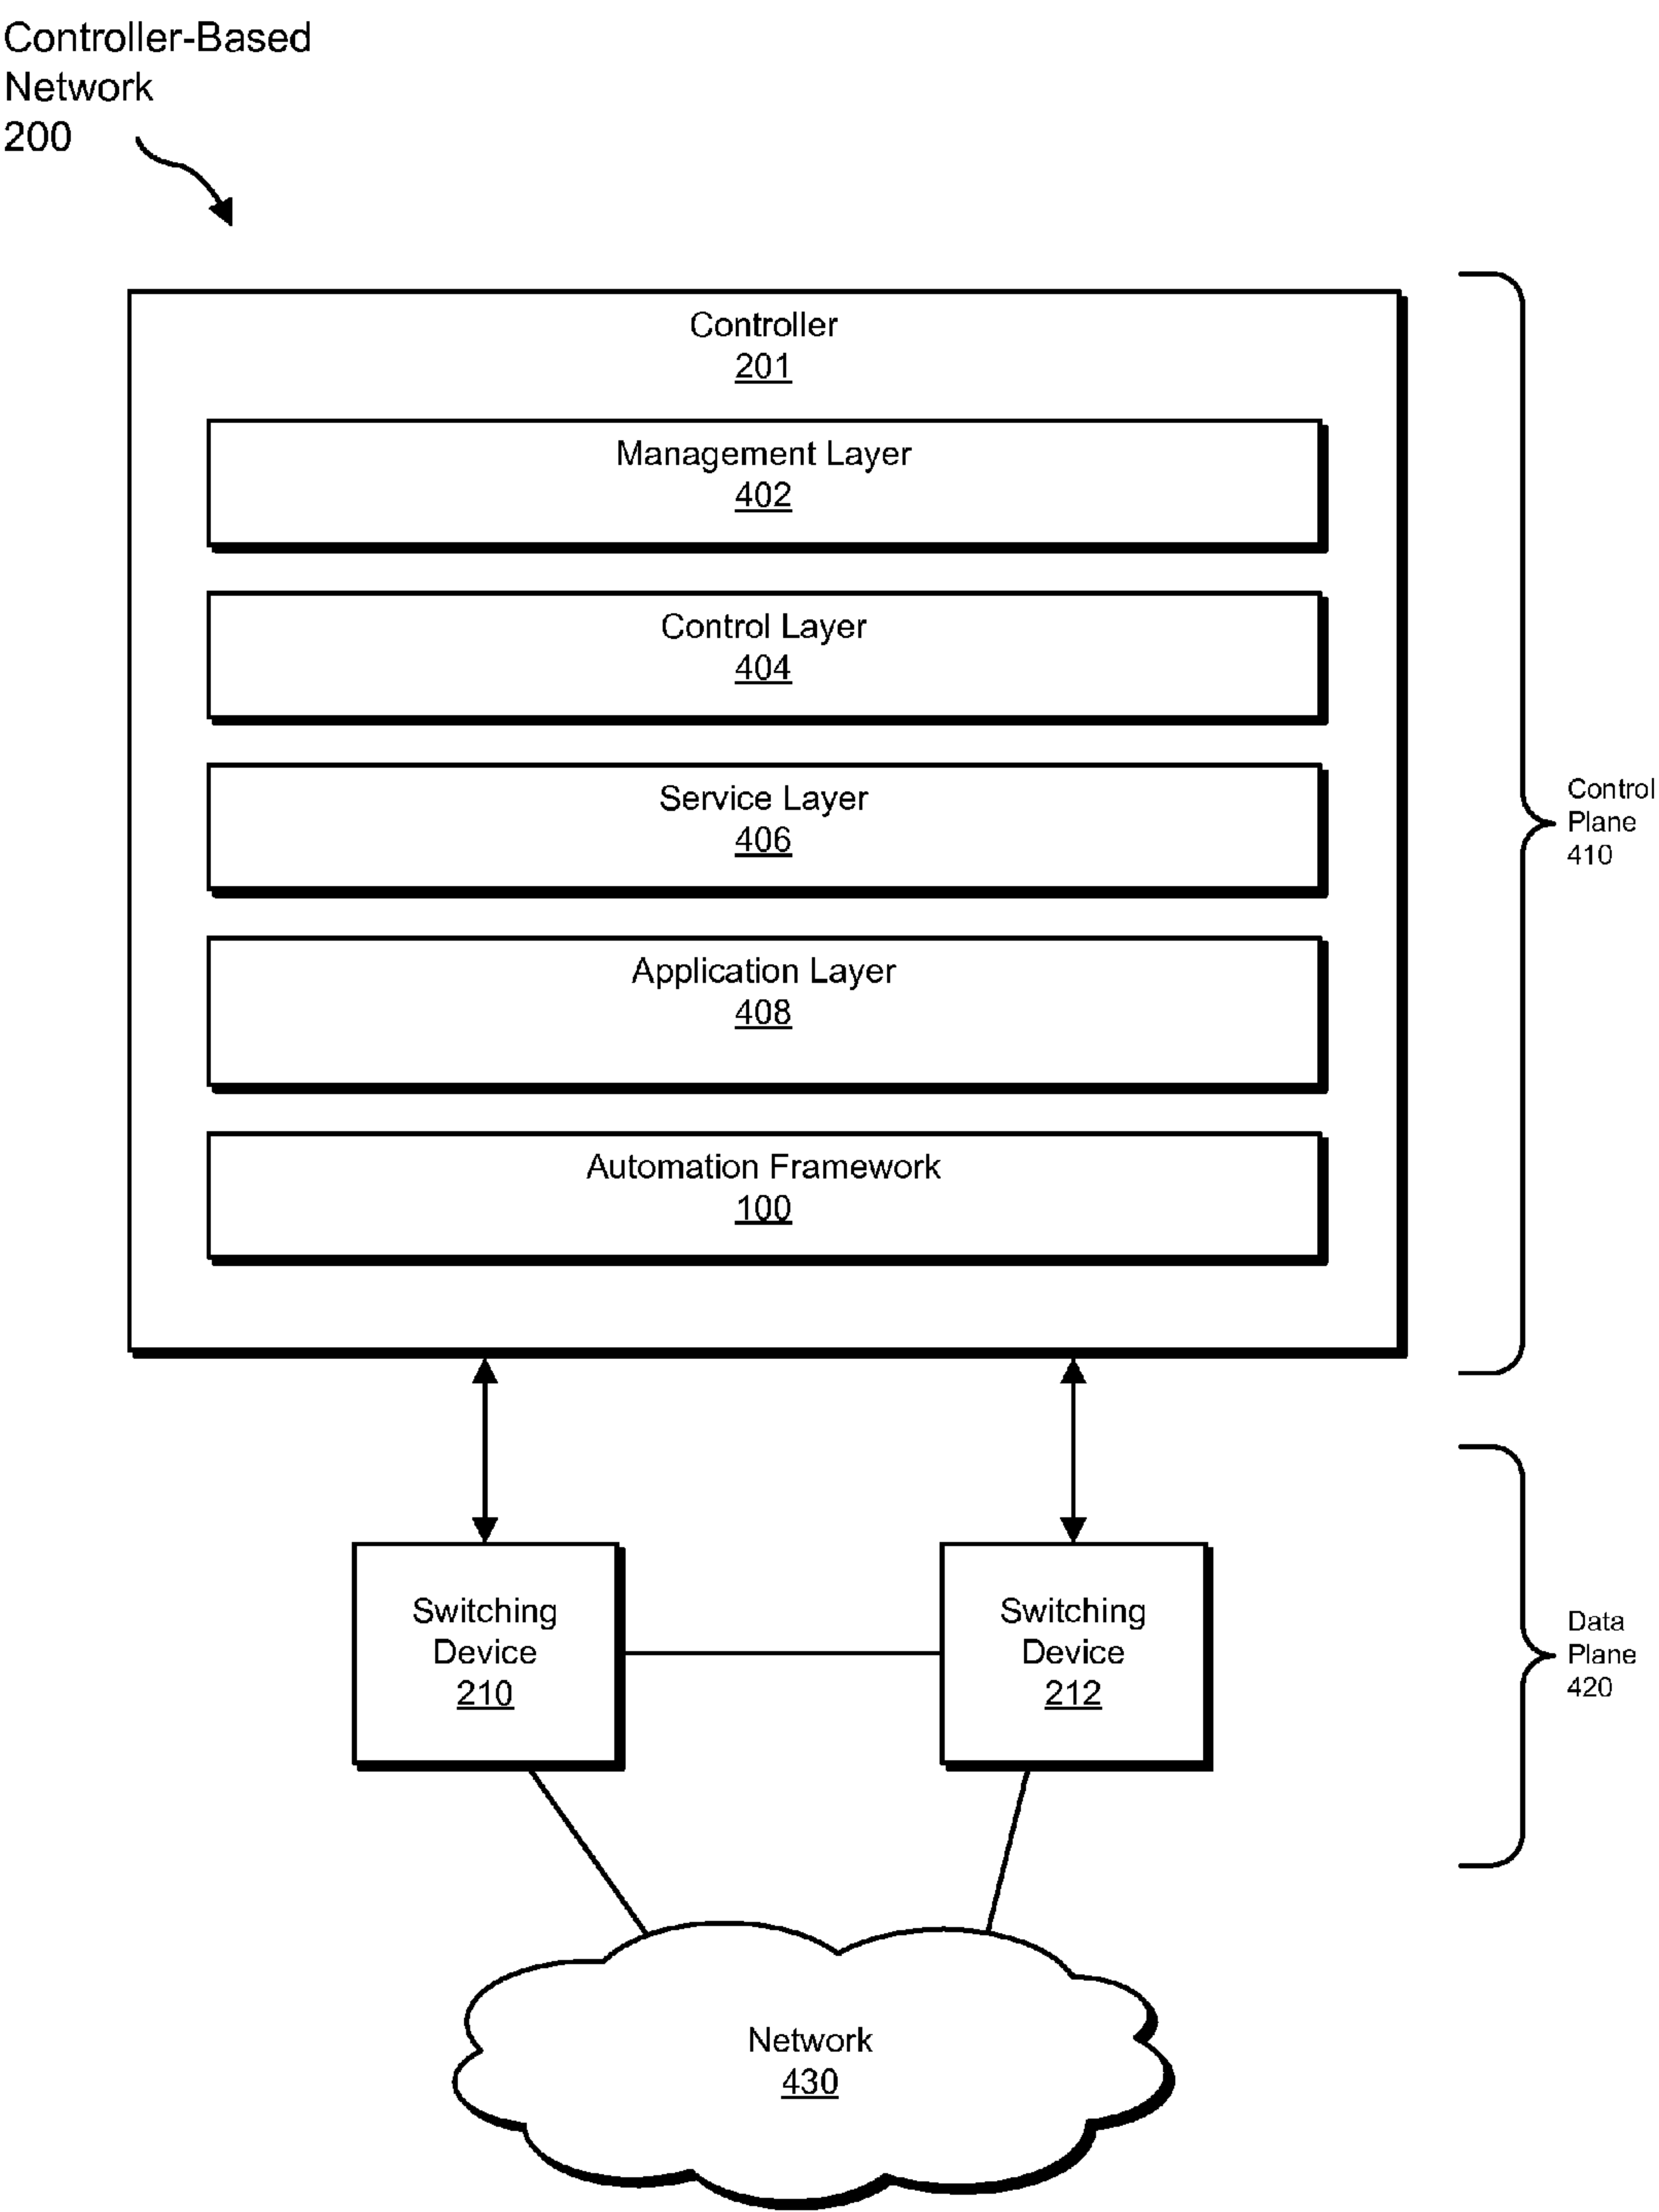 Controller-Based
Network
200
Controller
201
Management Layer
402
Control Layer
404
Service Layer
406
Application Layer
408
Automation Framework
100
Control
Plane
410
Switching
Device
210
Switching
Device
212
Data
Plane
420
Network
430